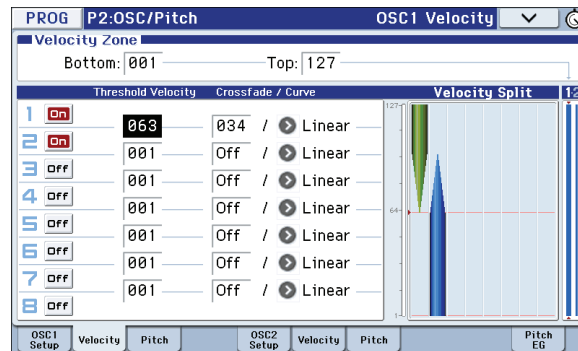 PROG P2:OSC/Pitch OSC1 Velocity
Velocity Zone
Bottom: 001 Top: 127
Threshold Velocity Crossfade / Curve Velocity Split 12
1 On
063 034 / Linear
2 On
001 Off / Linear
3 Off
001 Off / Linear
4 Off
001 Off / Linear
5 Off
001 Off / Linear
6 Off
001 Off / Linear
7 Off
001 Off / Linear
8 Off
127
64
1
OSC1 Setup Velocity Pitch OSC2 Setup Velocity Pitch Pitch EG